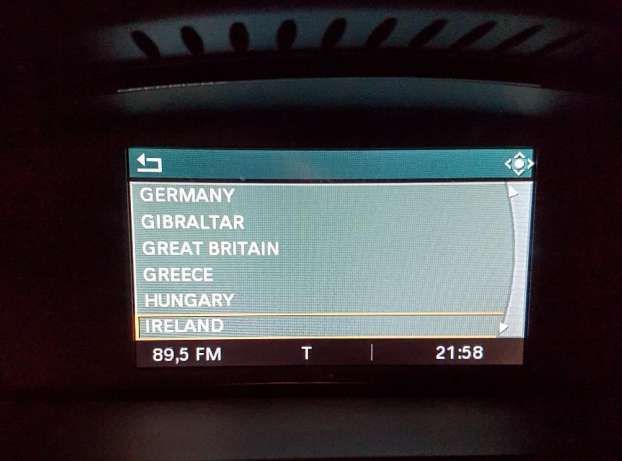 GERMANY
GIBRALTAR
GREAT BRITAIN
GREECE
HUNGARY
IRELAND
89,5 FM T | 21:58